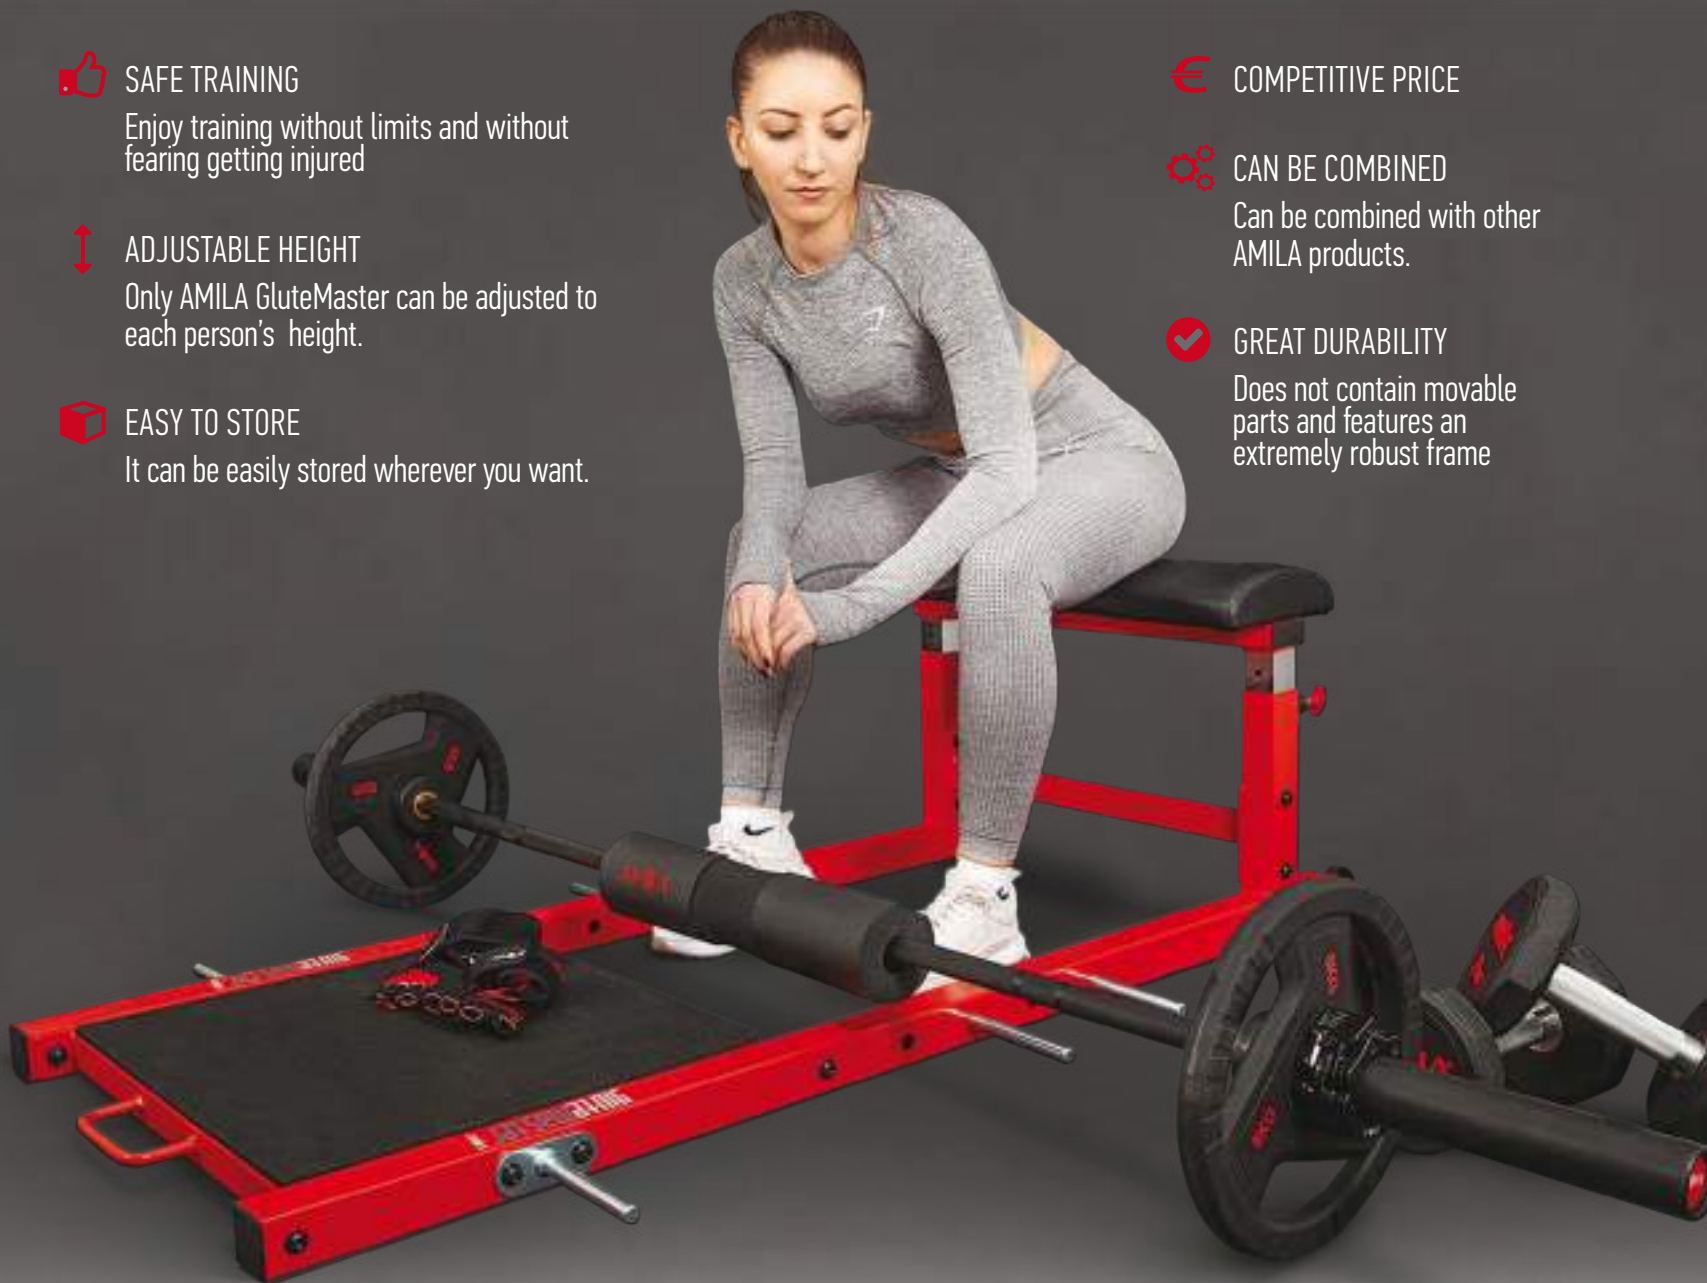 SAFE TRAINING
Enjoy training without limits and without
fearing getting injured
ADJUSTABLE HEIGHT
Only AMILA GluteMaster can be adjusted to
each person's  height.
EASY TO STORE
It can be easily stored wherever you want.
COMPETITIVE PRICE
CAN BE COMBINED
Can be combined with other
AMILA products.
GREAT DURABILITY
Does not contain movable
parts and features an
extremely robust frame